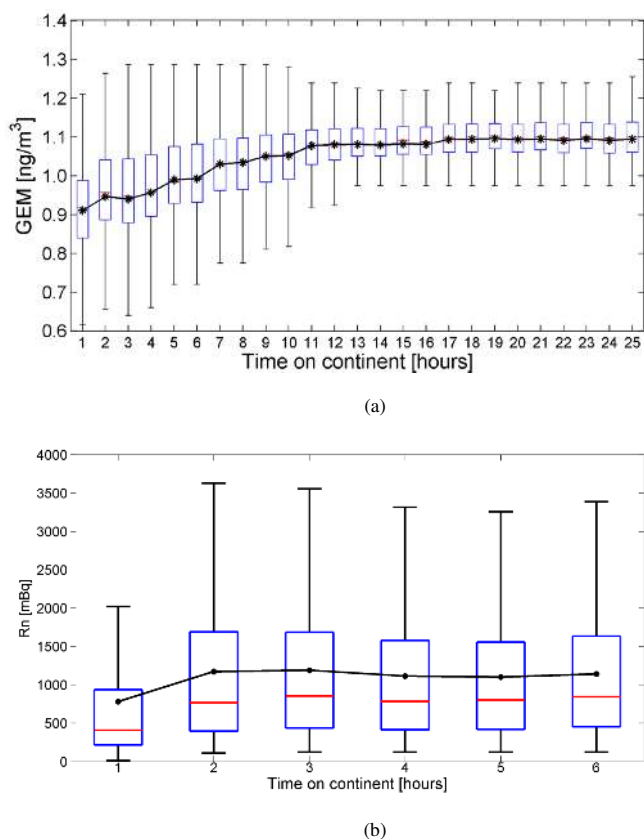 1.4
1.3
1.2
1.1
1.0
0.9
0.8
0.7
0.6
GEM [ng/m³]
1 2 3 4 5 6 7 8 9 10 11 12 13 14 15 16 17 18 19 20 21 22 23 24 25
Time on continent [hours]
(a)
4000
3500
3000
2500
2000
1500
1000
500
0
Rn [mBq]
1 2 3 4 5 6
Time on continent [hours]
(b)